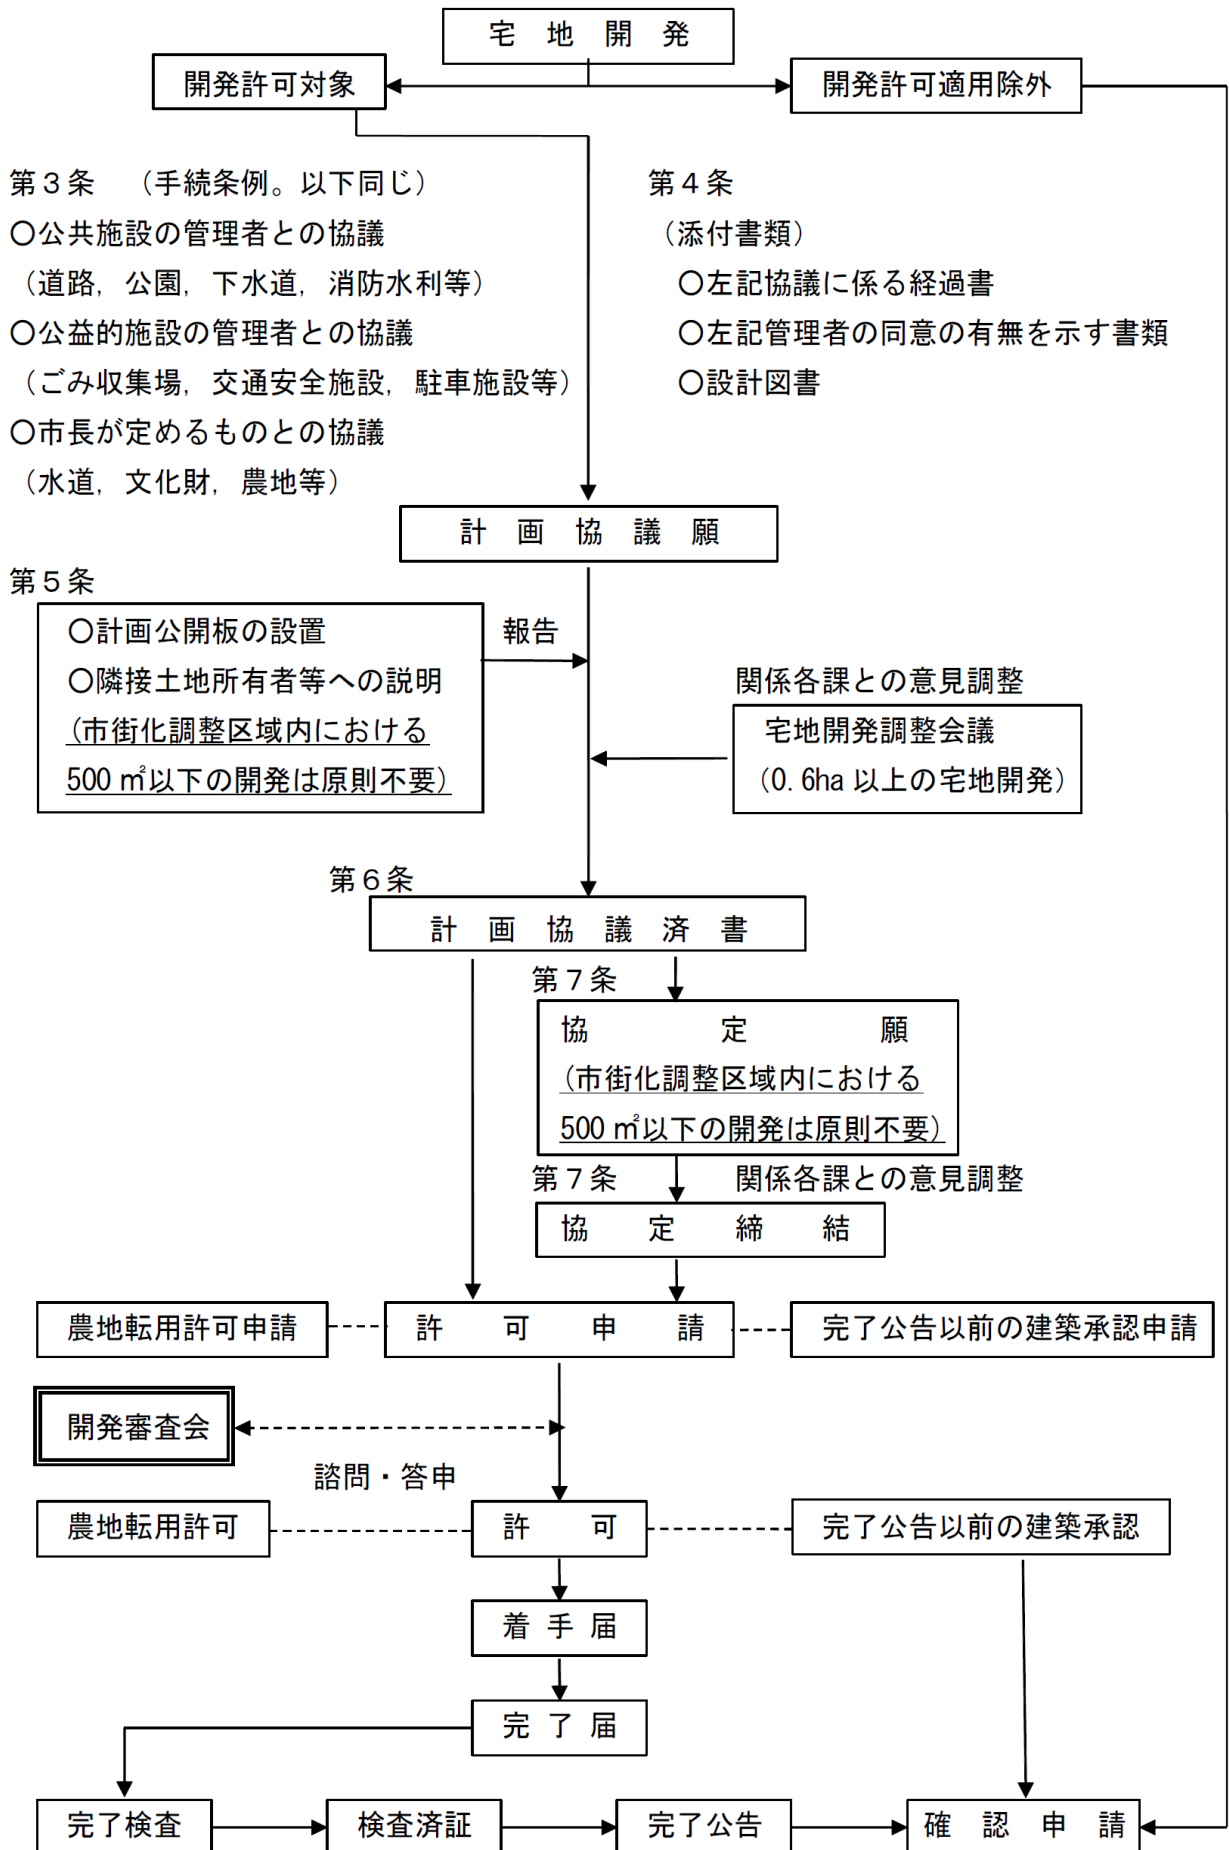 宅　地　開　発
開発許可対象
開発許可適用除外
第３条　（手続条例。以下同じ）
〇公共施設の管理者との協議
（道路，公園，下水道，消防水利等）
〇公益的施設の管理者との協議
（ごみ収集場，交通安全施設，駐車施設等）
〇市長が定めるものとの協議
（水道，文化財，農地等）
第４条
（添付書類）
〇左記協議に係る経過書
〇左記管理者の同意の有無を示す書類
〇設計図書
計　画　協　議　願
第５条
〇計画公開板の設置
〇隣接土地所有者等への説明
（市街化調整区域内における
500㎡以下の開発は原則不要）
報告
関係各課との意見調整
宅地開発調整会議
（0.6ha以上の宅地開発）
第６条
計　画　協　議　済　書
第７条
協　定　願
（市街化調整区域内における
500㎡以下の開発は原則不要）
第７条
関係各課との意見調整
協　定　締　結
農地転用許可申請
許　可　申　請
完了公告以前の建築承認申請
開発審査会
諮問・答申
農地転用許可
許　可
完了公告以前の建築承認
着手届
完了届
完了検査
検査済証
完了公告
確　認　申　請